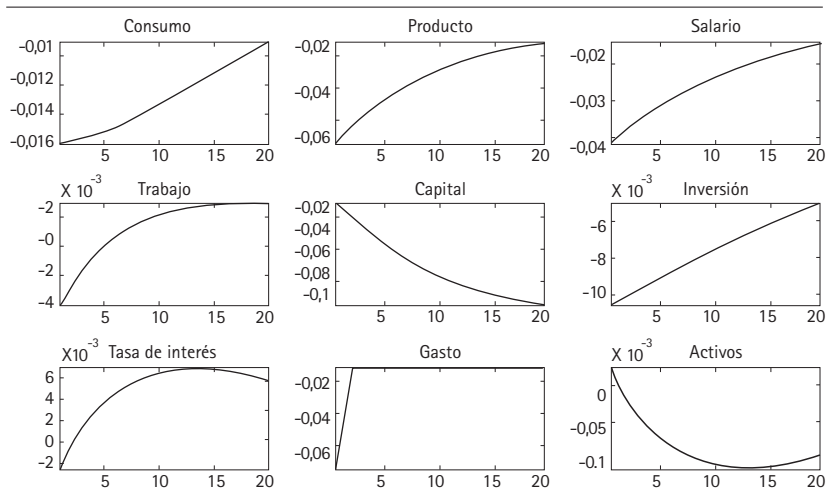 Consumo
-0,01
-0,012
-0,014
-0,016
5 10 15 20
Producto
-0,02
-0,04
-0,06
5 10 15 20
Salario
-0,02
-0,03
-0,04
5 10 15 20
X 10-3 Trabajo
-2
-0
-2
-4
5 10 15 20
Capital
-0,02
-0,04
-0,06
-0,08
-0,1
5 10 15 20
Inversión X 10-3
-6
-8
-10
5 10 15 20
X10-3 Tasa de interés
6
4
2
0
-2
5 10 15 20
Gasto
-0,02
-0,04
-0,06
5 10 15 20
X 10-3 Activos
0
-0,05
-0.1
5 10 15 20